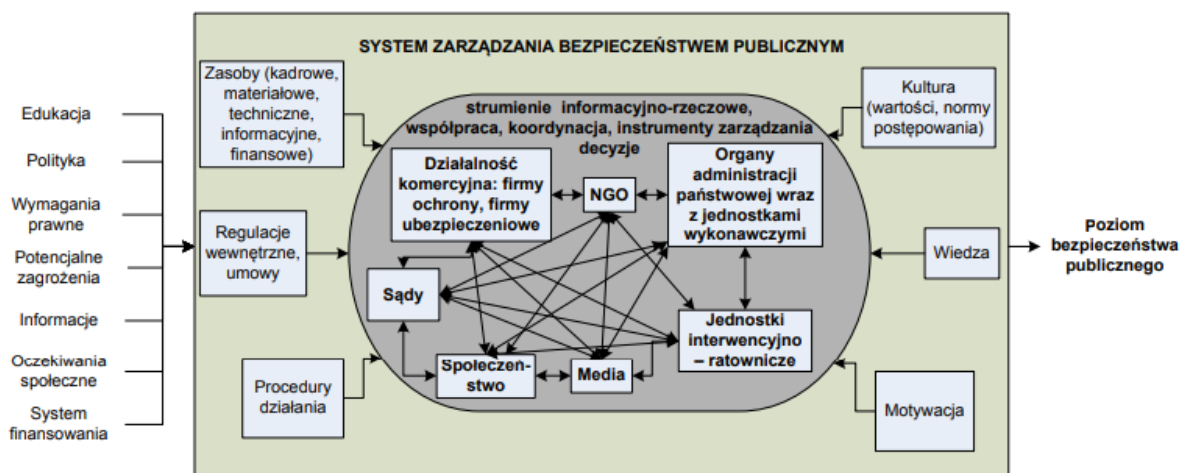 SYSTEM ZARZĄDZANIA BEZPIECZEŃSTWEM PUBLICZNYM
Edukacja
Polityka
Wymagania
prawne
Potencjalne
zagrożenia
Informacje
Oczekiwania
społeczne
System
finansowania
Zasoby (kadrowe,
materiałowe,
techniczne,
informacyjne,
finansowe)
Regulacje
wewnętrzne,
umowy
Procedury
działania
strumienie informacyjno-rzeczowe,
współpraca, koordynacja, instrumenty zarządzania
decyzje
Działalność
komercyjna: firmy
ochrony, firmy
ubezpieczeniowe
NGO
Organy
administracji
państwowej wraz
z jednostkami
wykonawczymi
Sądy
Społeczeń-
stwo
Media
Jednostki
interwencyjno
– ratownicze
Kultura
(wartości, normy
postępowania)
Wiedza
Motywacja
Poziom
bezpieczeństwa
publicznego